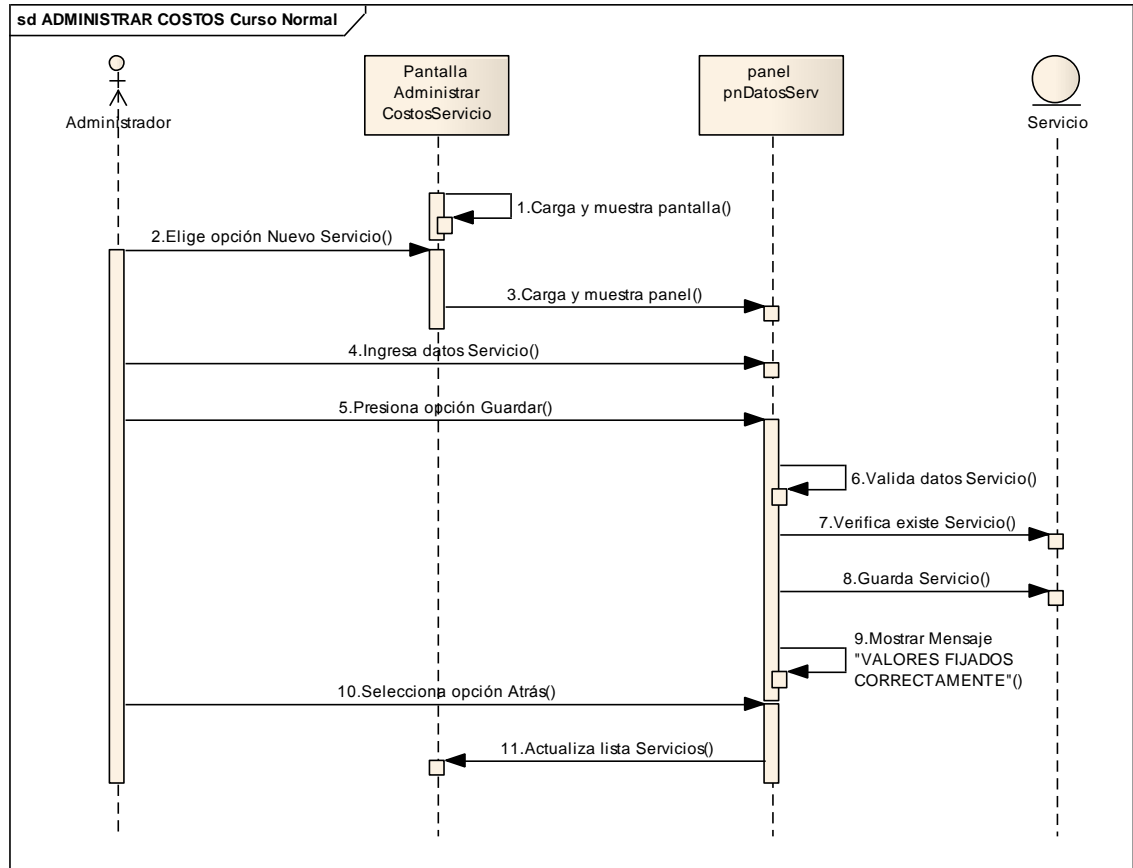 sd ADMINISTRAR COSTOS Curso Normal
Administrador
Pantalla
Administrar
CostosServicio
panel
pnDatosServ
Servicio
1.Carga y muestra pantalla()
2.Elige opción Nuevo Servicio()
3.Carga y muestra panel()
4.Ingresa datos Servicio()
5.Presiona opción Guardar()
6.Valida datos Servicio()
7.Verifica existe Servicio()
8.Guarda Servicio()
9.Mostrar Mensaje
"VALORES FIJADOS
CORRECTAMENTE"()
10.Selecciona opción Atrás()
11.Actualiza lista Servicios()